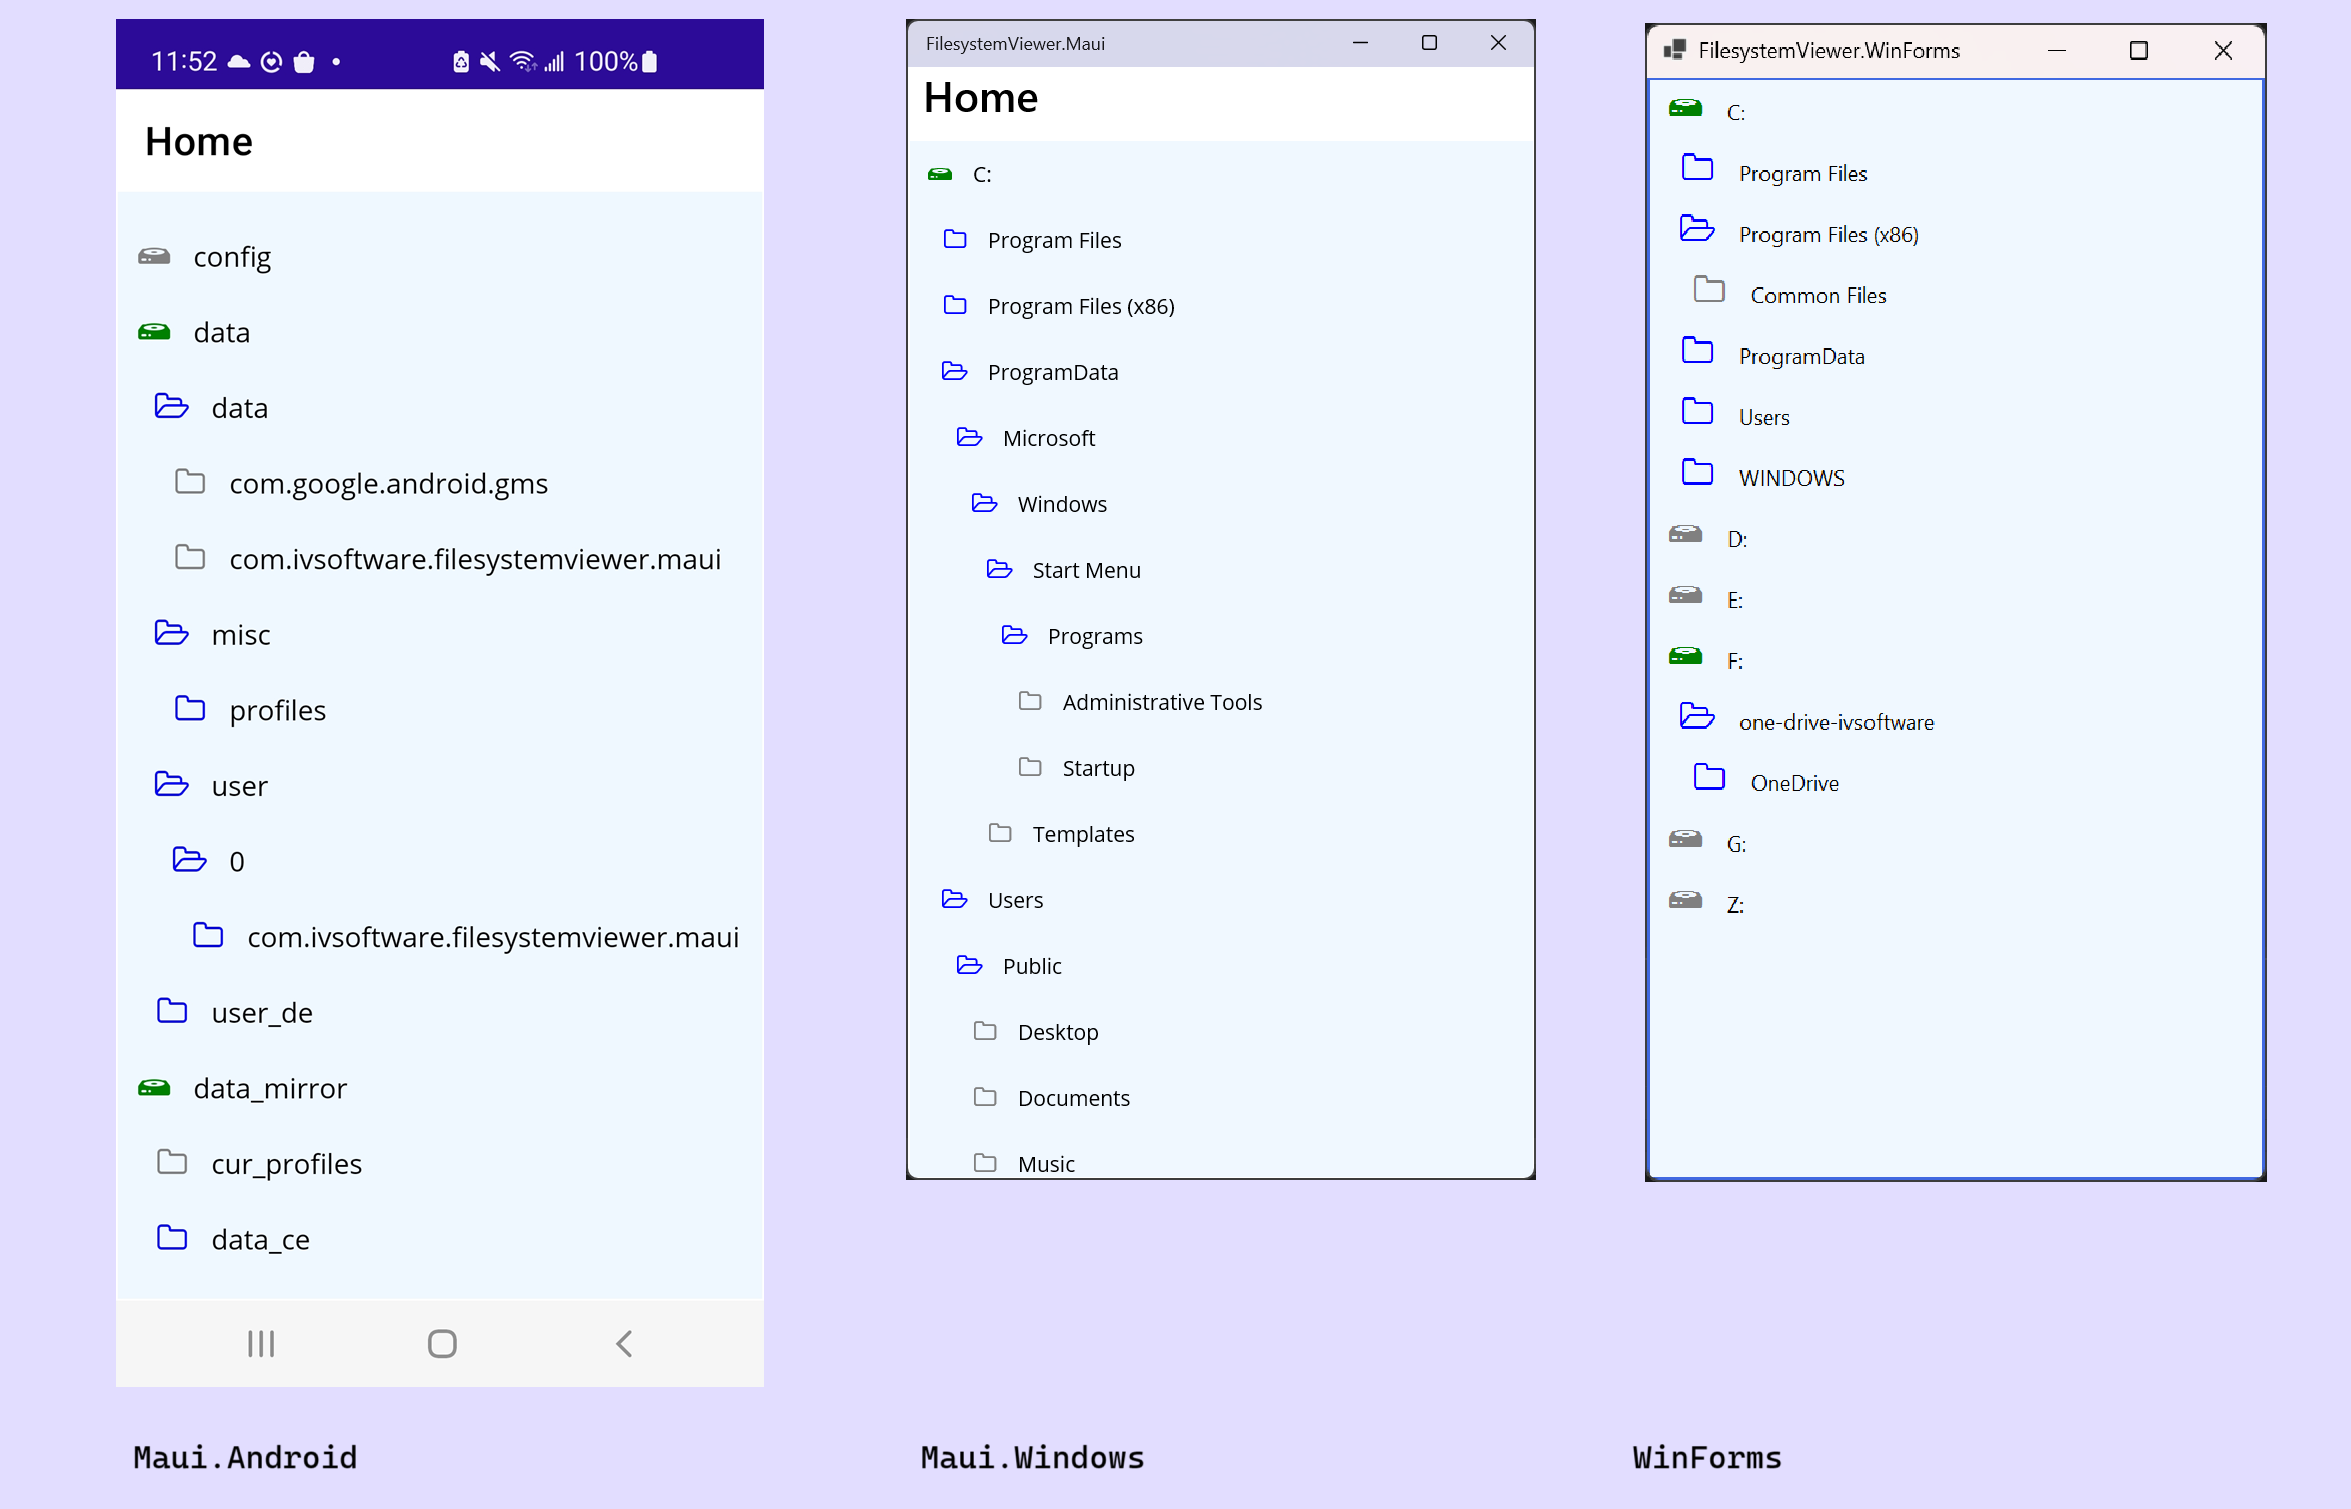 11:52
100%
Home
config
data
data
com.google.android.gms
com.ivsoftware.filesystemviewer.maui
misc
profiles
user
0
com.ivsoftware.filesystemviewer.maui
user_de
data_mirror
cur_profiles
data_ce
Maui.Android
FilesystemViewer.Maui
Home
C:
Program Files
Program Files (x86)
ProgramData
Microsoft
Windows
Start Menu
Programs
Administrative Tools
Startup
Templates
Users
Public
Desktop
Documents
Music
Maui.Windows
FilesystemViewer.WinForms
C:
Program Files
Program Files (x86)
Common Files
ProgramData
Users
WINDOWS
D:
E:
F:
one-drive-ivsoftware
OneDrive
G:
Z:
WinForms